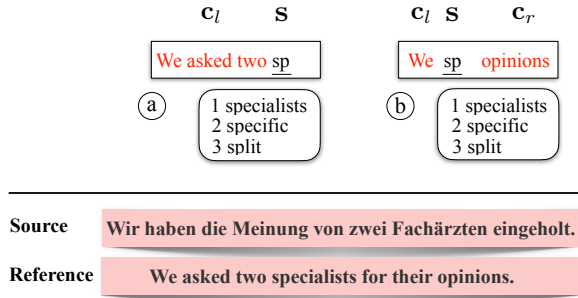 c_l s
c_l s c_r
We asked two sp
We sp opinions
a
1 specialists
2 specific
3 split
b
1 specialists
2 specific
3 split
Source Wir haben die Meinung von zwei Fachärzten eingeholt.
Reference We asked two specialists for their opinions.